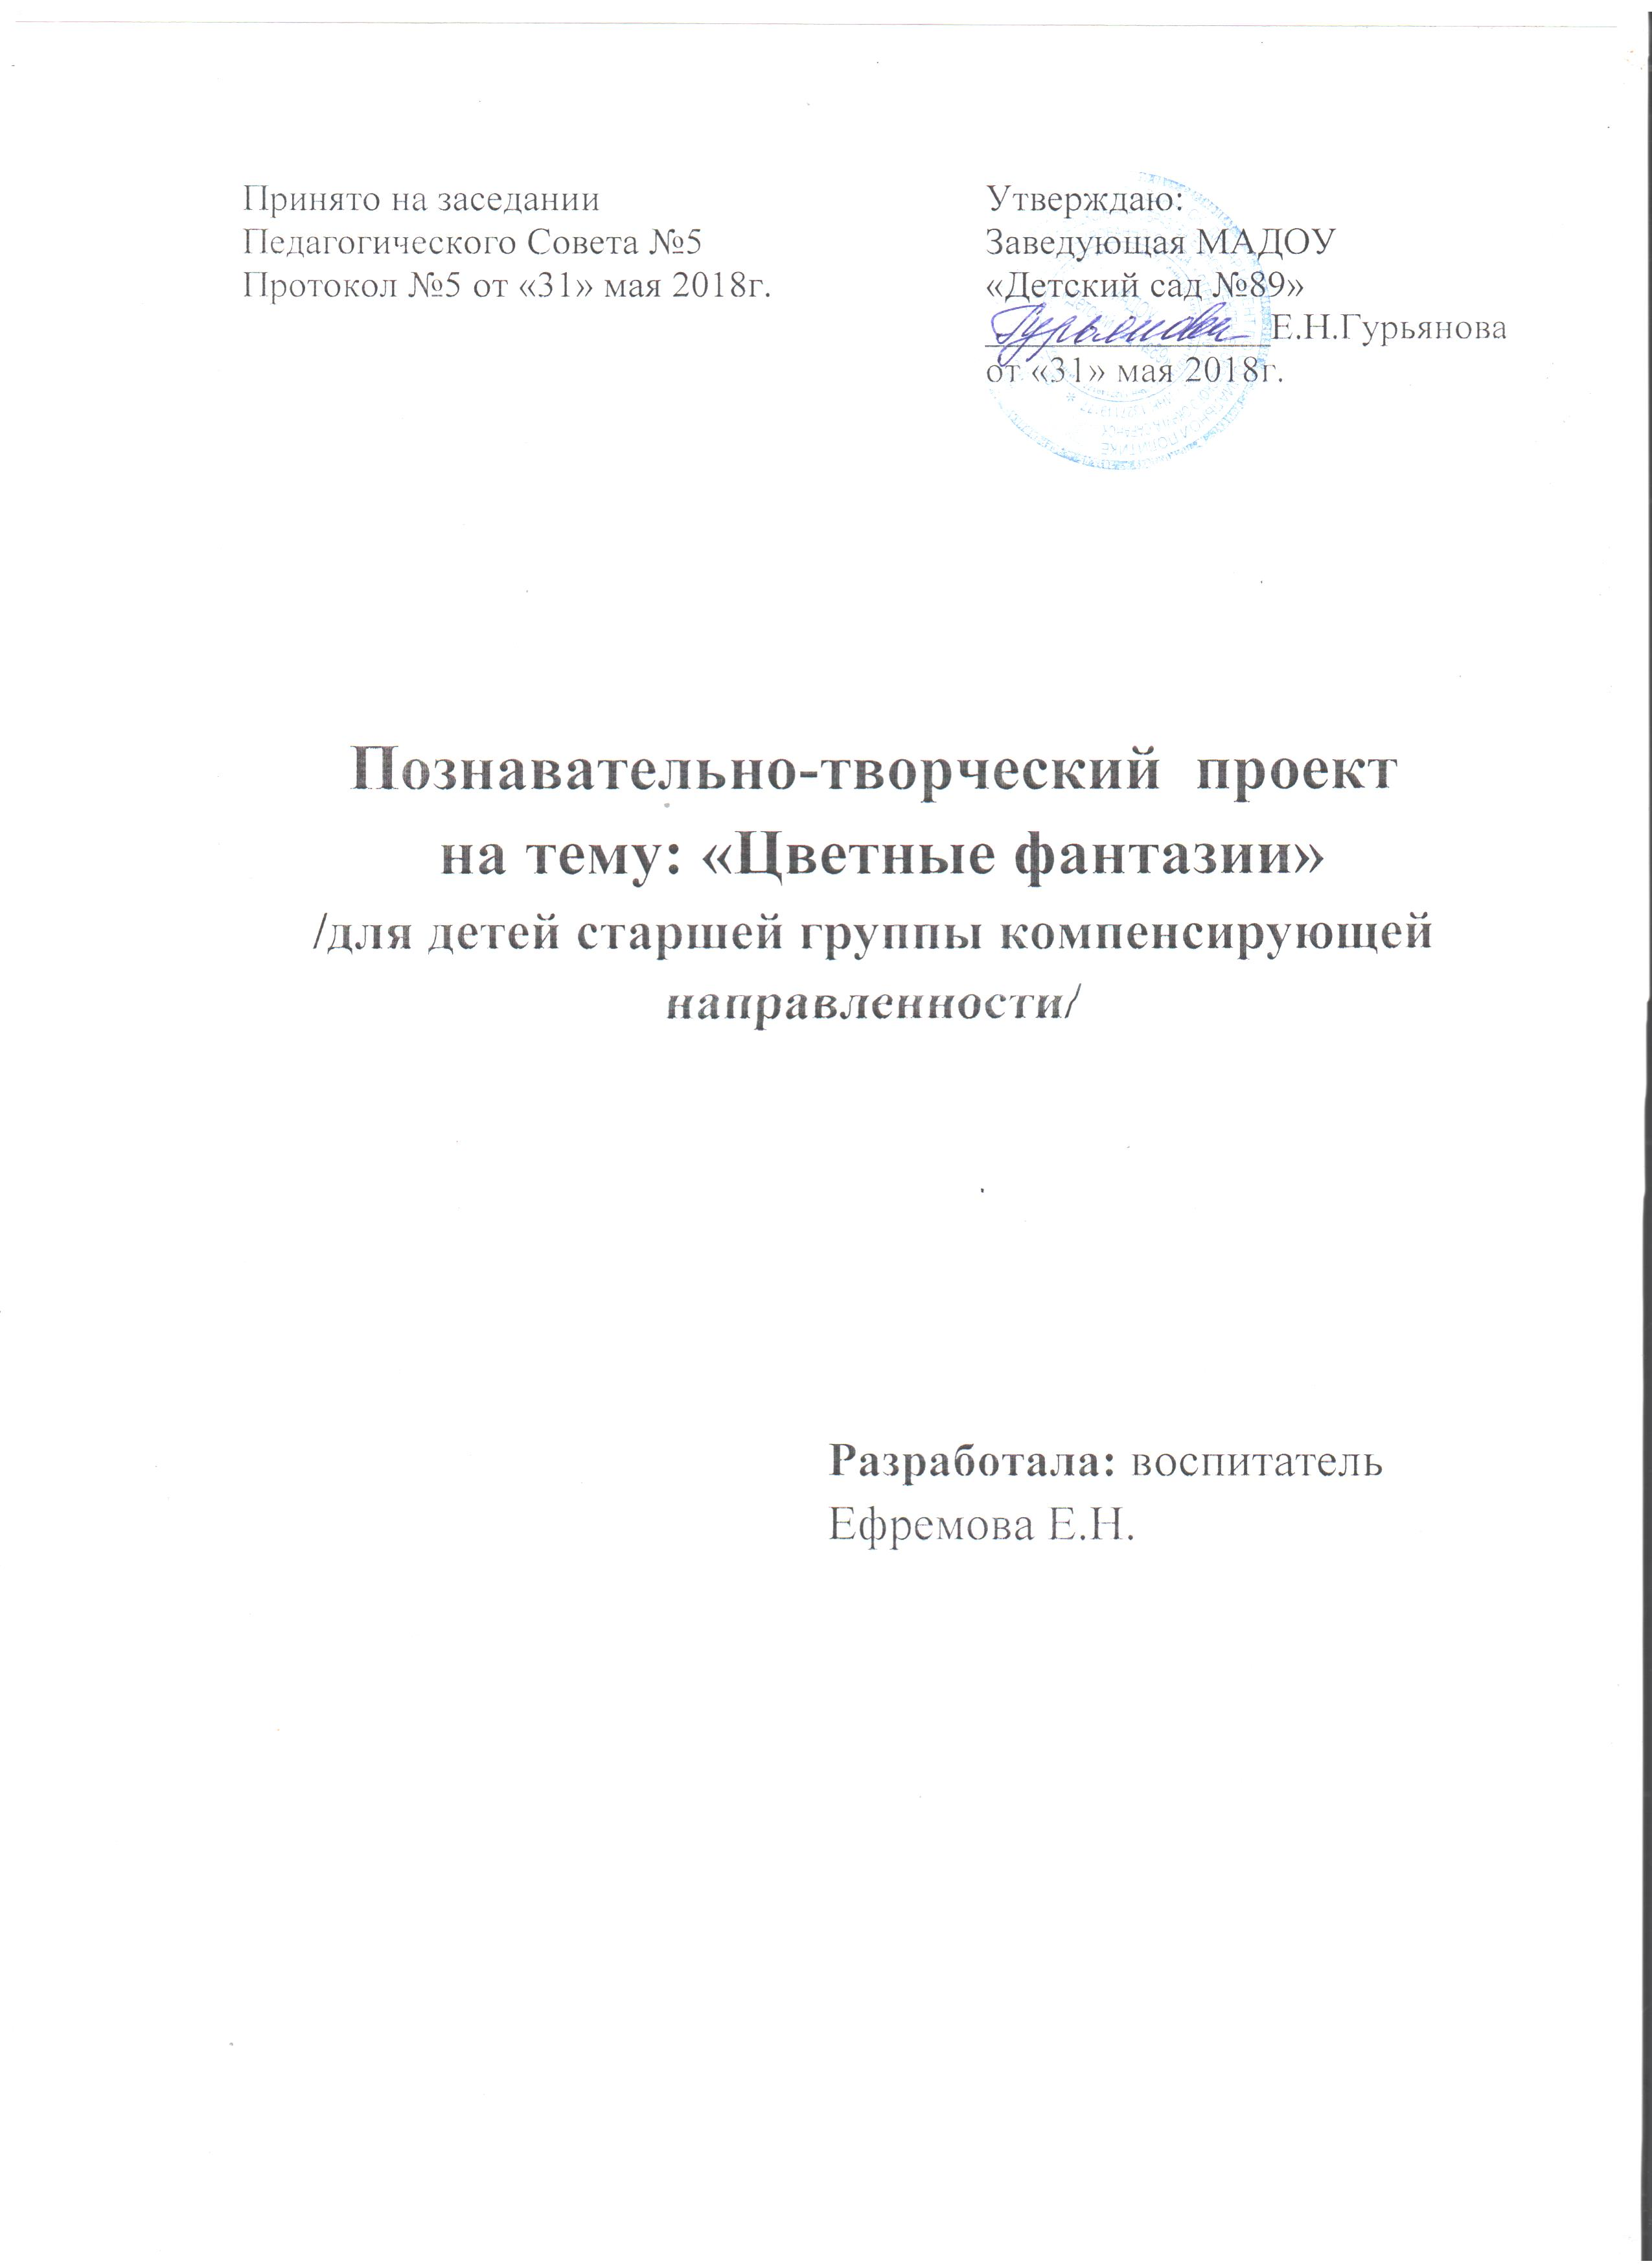 Принято на заседании
Педагогического Совета №5
Протокол №5 от «31» мая 2018г.
Утверждаю:
Заведующая МАДОУ
«Детский сад №89»
Гурьянова Е.Н.Гурьянова
от «31» мая 2018г.
Познавательно-творческий проект
на тему: «Цветные фантазии»
/для детей старшей группы компенсирующей
направленности/
Разработала: воспитатель
Ефремова Е.Н.